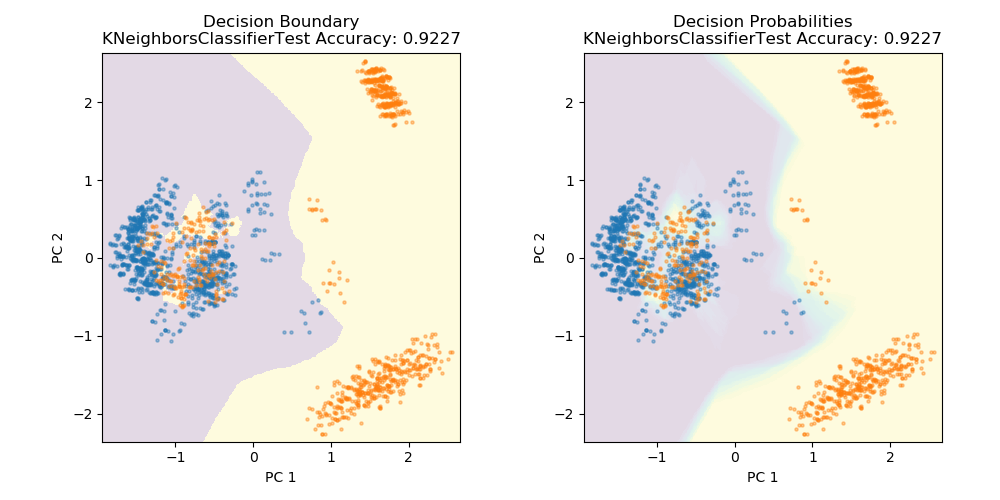 Decision Boundary
KNeighborsClassifierTest Accuracy: 0.9227
2
1
0
−1
−2
PC 2
−1
0
1
2
PC 1
Decision Probabilities
KNeighborsClassifierTest Accuracy: 0.9227
2
1
0
−1
−2
PC 2
−1
0
1
2
PC 1